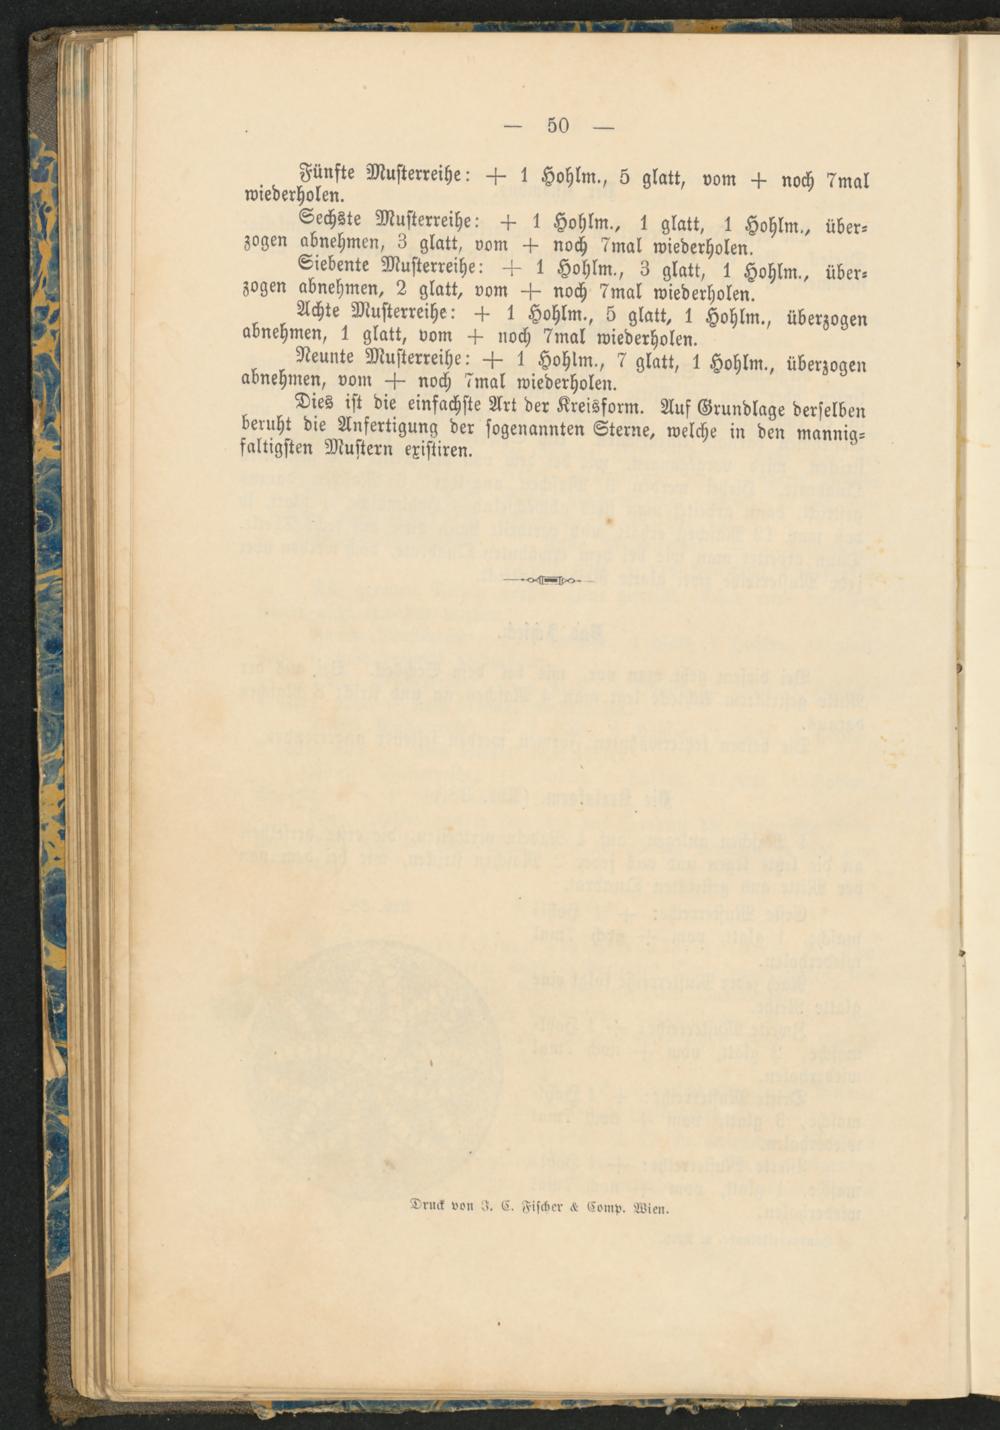 — 50 —
Fünfte Musterreihe: + 1 Hohlm., 5 glatt, vom + noch 7mal
wiederholen.
Sechste Musterreihe: + 1 Hohlm., 1 glatt, 1 Hohlm., über-
zogen abnehmen, 3 glatt, vom + noch 7mal wiederholen.
Siebente Musterreihe: + 1 Hohlm., 3 glatt, 1 Hohlm., über-
zogen abnehmen, 2 glatt, vom + noch 7mal wiederholen.
Achte Musterreihe: + 1 Hohlm., 5 glatt, 1 Hohlm., überzogen
abnehmen, 1 glatt, vom + noch 7mal wiederholen.
Neunte Musterreihe: + 1 Hohlm., 7 glatt, 1 Hohlm., überzogen
abnehmen, vom + noch 7mal wiederholen.
Dies ist die einfachste Art der Kreisform. Auf Grundlage derselben
beruht die Anfertigung der sogenannten Sterne, welche in den mannig-
faltigsten Mustern existiren.
Druck von J. C. Fischer & Comp. Wien.